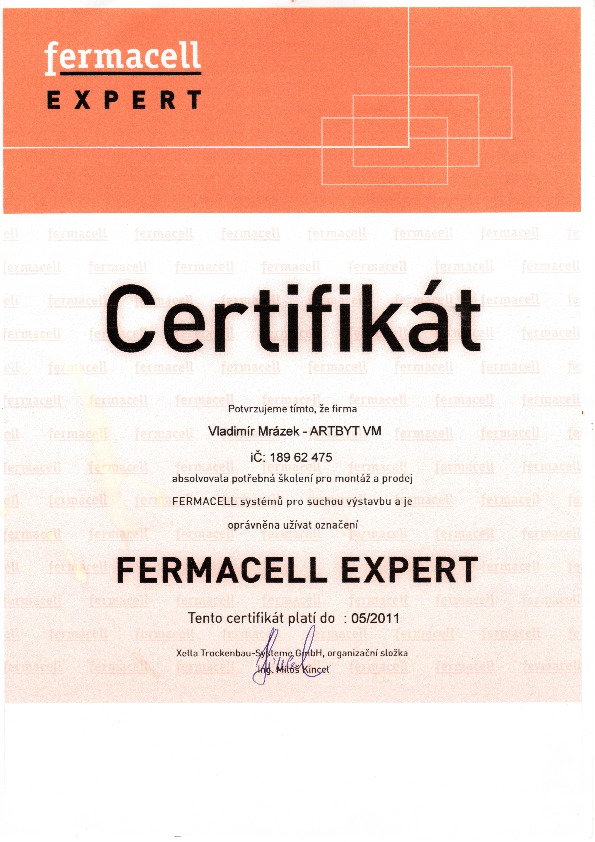 fermacell
EXPERT
Certifikát
Potvrzujeme tímto, že firma
Vladimír Mrázek - ARTBYT VM
IČ: 189 62 475
absolvovala potřebná školení pro montáž a prodej
FERMACELL systémů pro suchou výstavbu a je
oprávněna užívat označení
FERMACELL EXPERT
Tento certifikát platí do : 05/2011
Xella Trockenbau-Systeme GmbH, organizační složka
Ing. Miloš Kincel